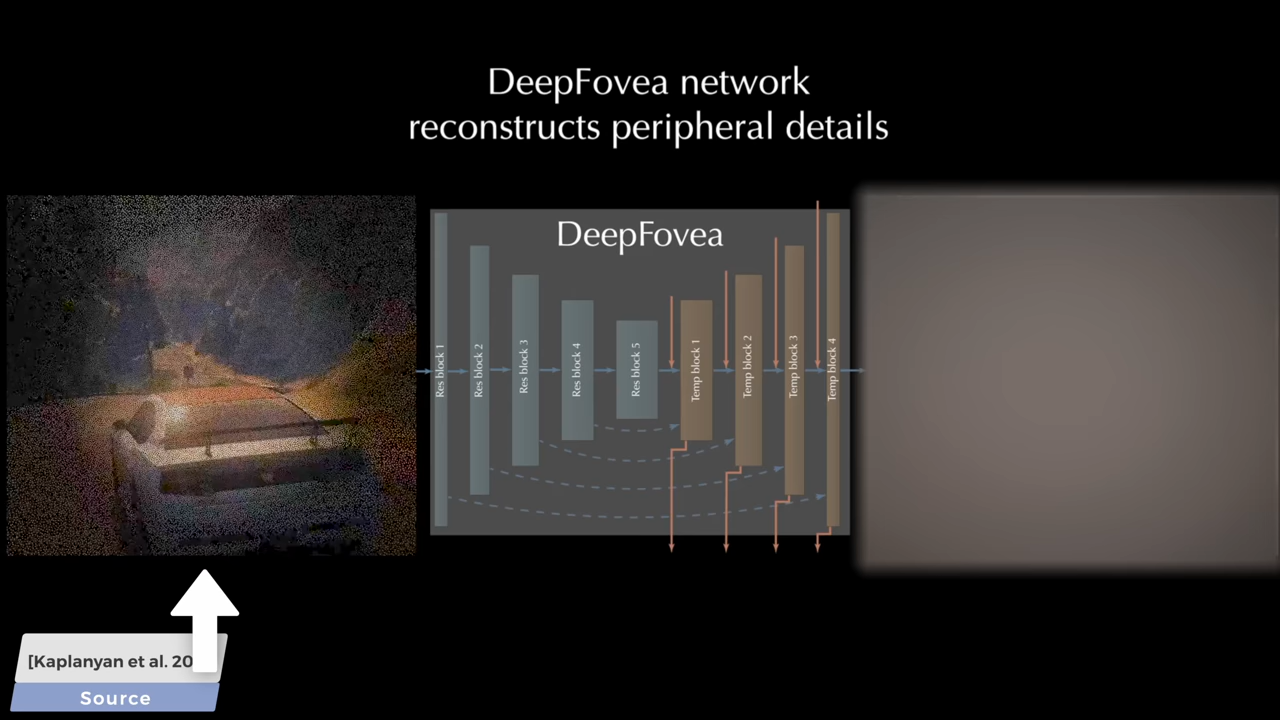 DeepFovea network
reconstructs peripheral details
DeepFovea
Res block 1
Res block 2
Res block 3
Res block 4
Res block 5
Temp block 1
Temp block 2
Temp block 3
Temp block 4
[Kaplanyan et al. 20
Source